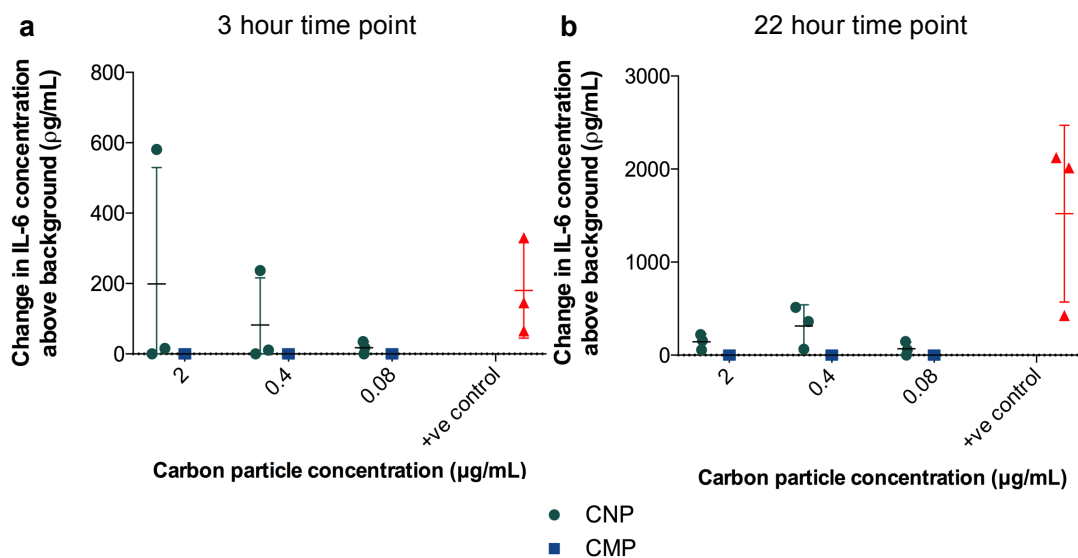 a
3 hour time point
Change in IL-6 concentration
above background (ρg/mL)
800
600
400
200
0
2
0.4
0.08
+ve control
Carbon particle concentration (µg/mL)
b
22 hour time point
Change in IL-6 concentration
above background (ρg/mL)
3000
2000
1000
0
2
0.4
0.08
+ve control
Carbon particle concentration (µg/mL)
CNP
CMP